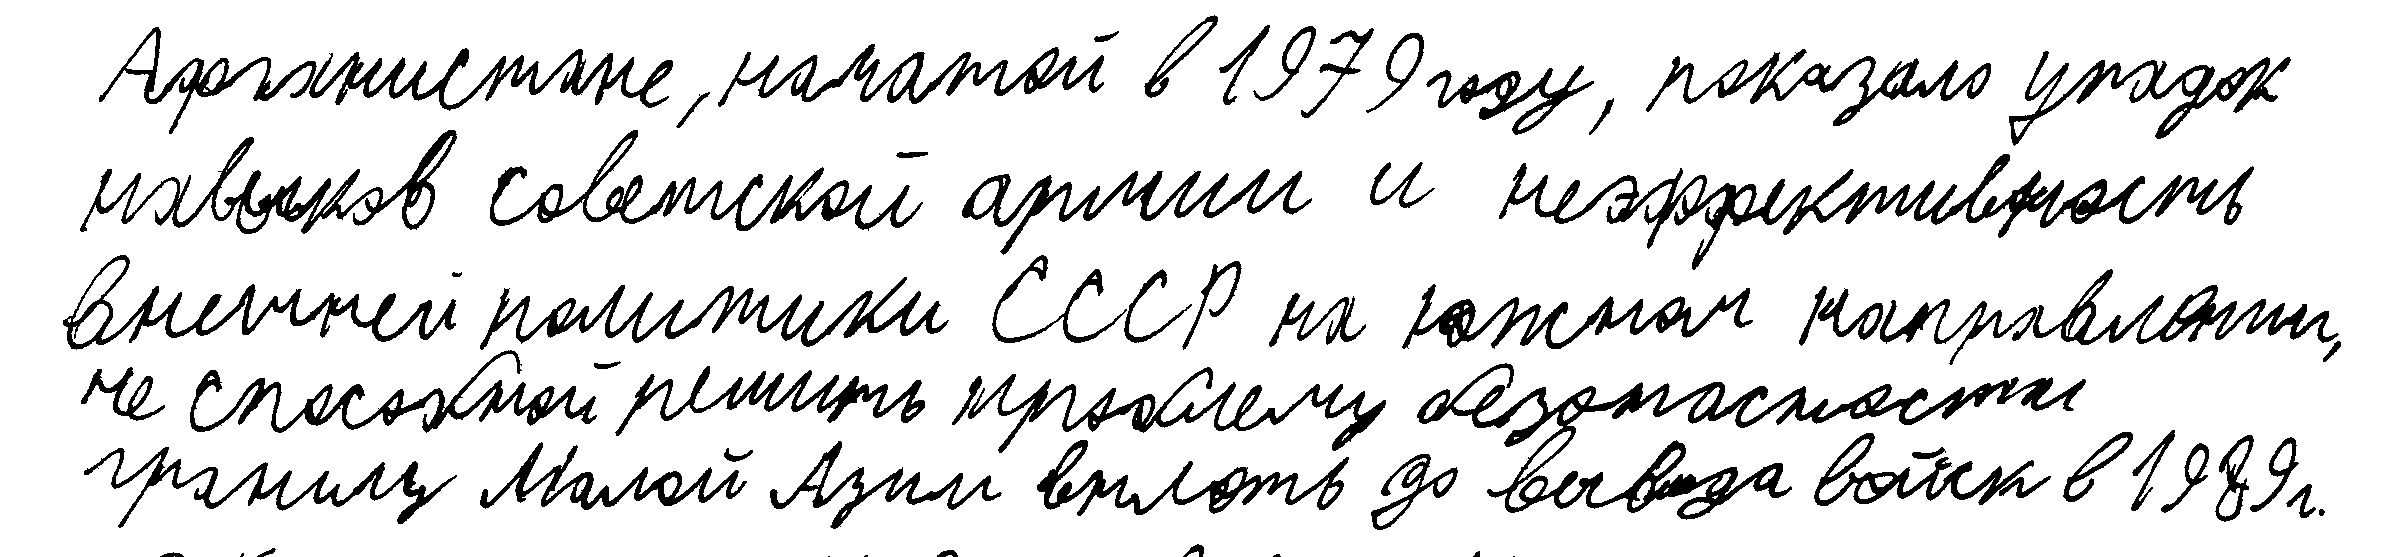 Афганистане, начатой в 1979 году, показало упадок
навыков советской армии и неэффективность
внешней политики СССР на южном направлении,
не способной решить проблему безопасности
границ Малой Азии вплоть до вывода войск в 1989 г.